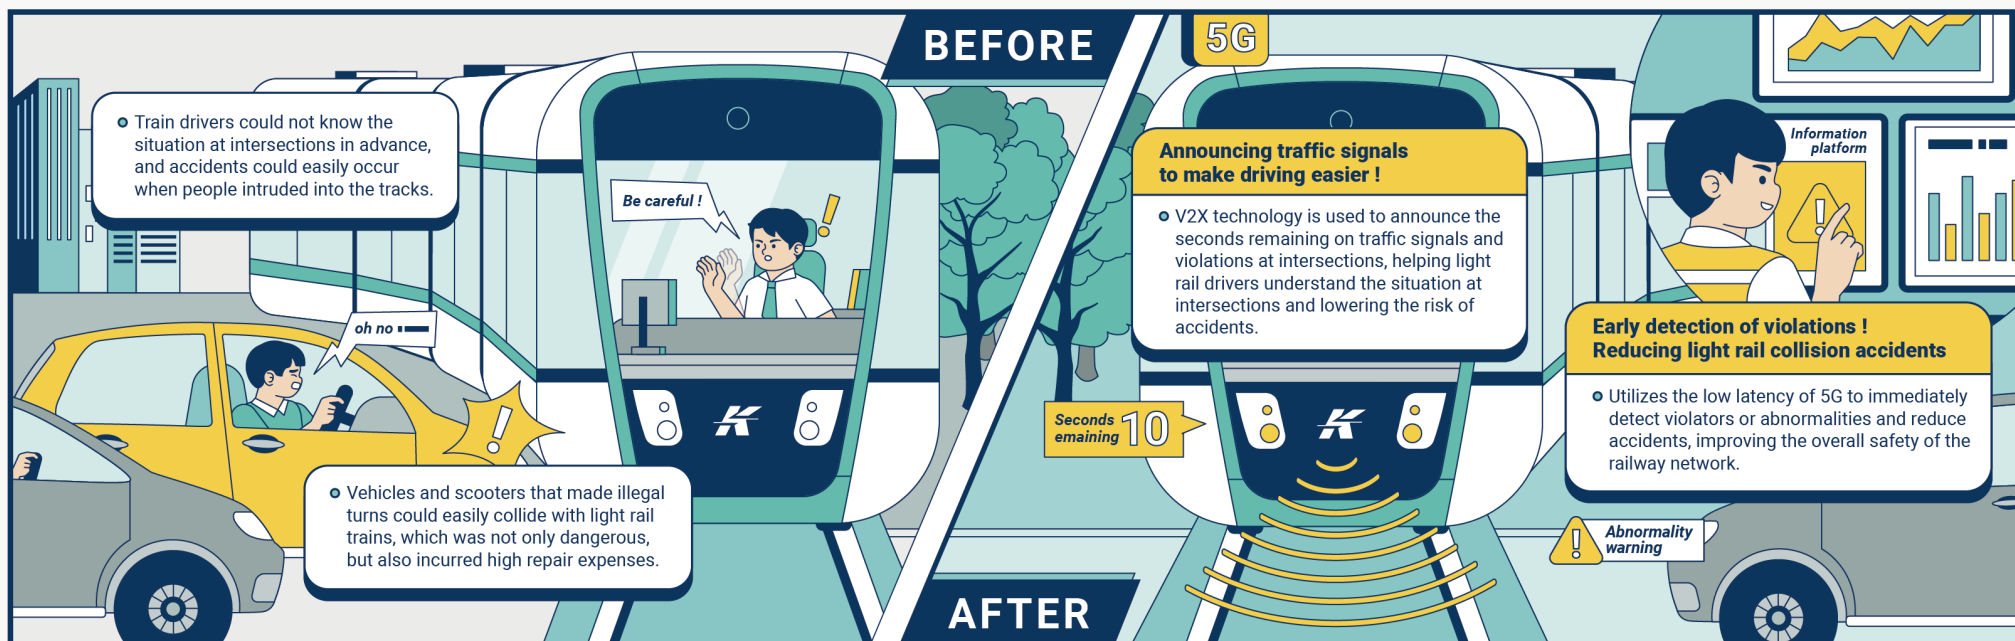 BEFORE
Train drivers could not know the
situation at intersections in advance,
and accidents could easily occur
when people intruded into the tracks.
Be careful !
!
oh no
!
Vehicles and scooters that made illegal
turns could easily collide with light rail
trains, which was not only dangerous,
but also incurred high repair expenses.
K
AFTER
5G
Announcing traffic signals
to make driving easier !
V2X technology is used to announce the
seconds remaining on traffic signals and
violations at intersections, helping light
rail drivers understand the situation at
intersections and lowering the risk of
accidents.
Seconds
emaining
10
K
Information
platform
!
Early detection of violations !
Reducing light rail collision accidents
Utilizes the low latency of 5G to immediately
detect violators or abnormalities and reduce
accidents, improving the overall safety of the
railway network.
!
Abnormality
warning